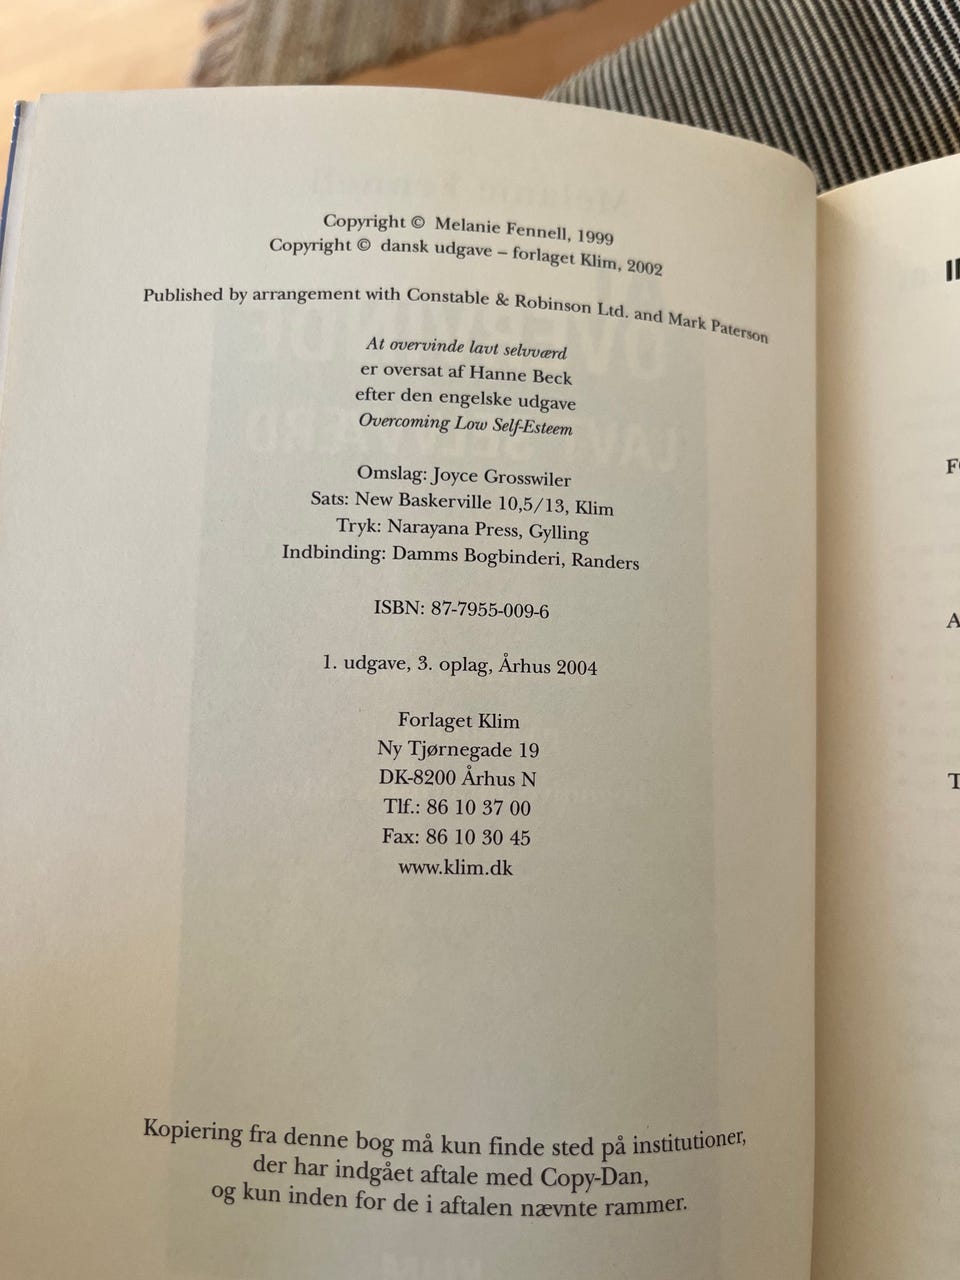 Copyright © Melanie Fennell, 1999
Copyright © dansk udgave – forlaget Klim, 2002
Published by arrangement with Constable & Robinson Ltd. and Mark Paterson
At overvinde lavt selvværd
er oversat af Hanne Beck
efter den engelske udgave
Overcoming Low Self-Esteem
Omslag: Joyce Grosswiler
Sats: New Baskerville 10,5/13, Klim
Tryk: Narayana Press, Gylling
Indbinding: Damms Bogbinderi, Randers
ISBN: 87-7955-009-6
1. udgave, 3. oplag, Århus 2004
Forlaget Klim
Ny Tjørnegade 19
DK-8200 Århus N
Tlf.: 86 10 37 00
Fax: 86 10 30 45
www.klim.dk
Kopiering fra denne bog må kun finde sted på institutioner,
der har indgået aftale med Copy-Dan,
og kun inden for de i aftalen nævnte rammer.